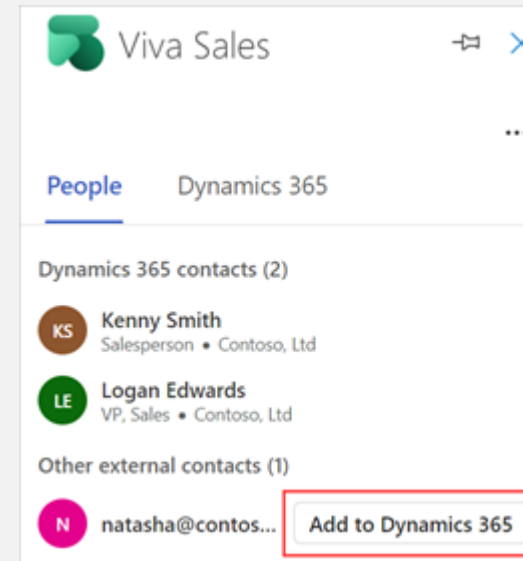 Viva Sales
...
People Dynamics 365
Dynamics 365 contacts (2)
KS Kenny Smith
Salesperson • Contoso, Ltd
LE Logan Edwards
VP, Sales • Contoso, Ltd
Other external contacts (1)
N natasha@contos... Add to Dynamics 365